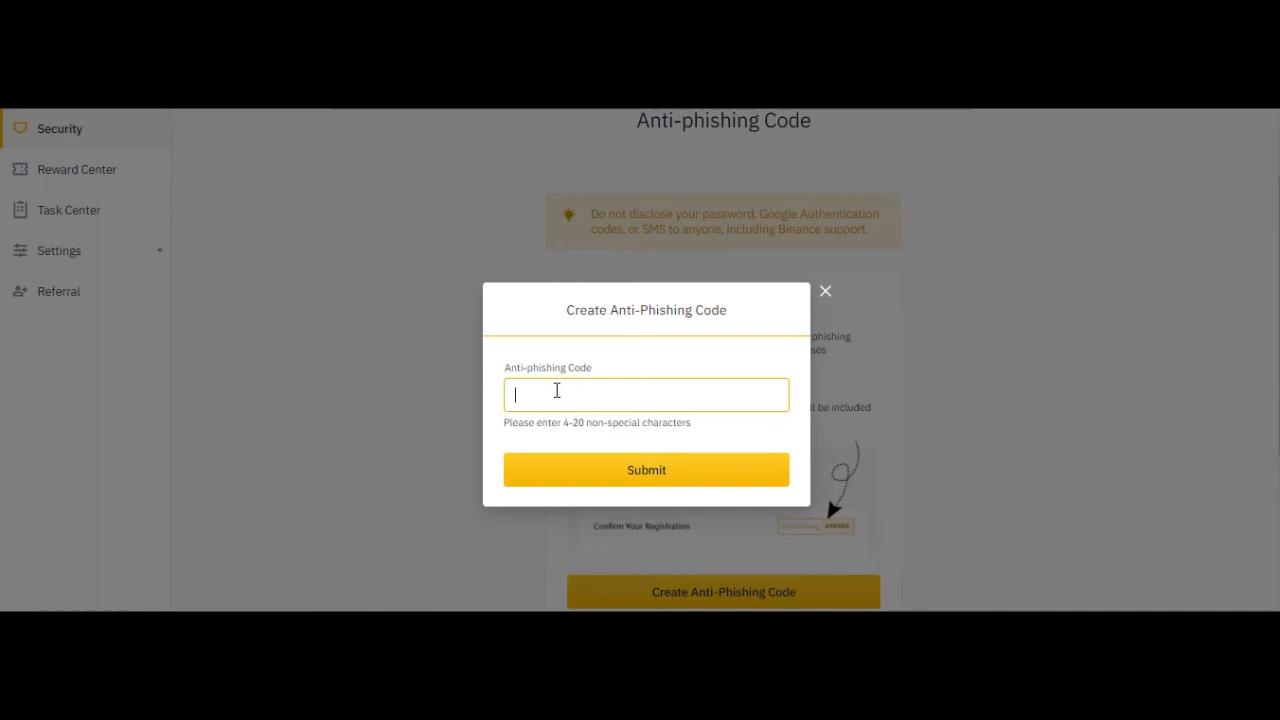 Security
Reward Center
Task Center
Settings
Referral
Anti-phishing Code
Do not disclose your password, Google Authentication
codes, or SMS to anyone, including Binance support.
phishing
ses
ll be included
Create Anti-Phishing Code
Anti-phishing Code
Please enter 4-20 non-special characters
Submit
Confirm Your Registration
Create Anti-Phishing Code